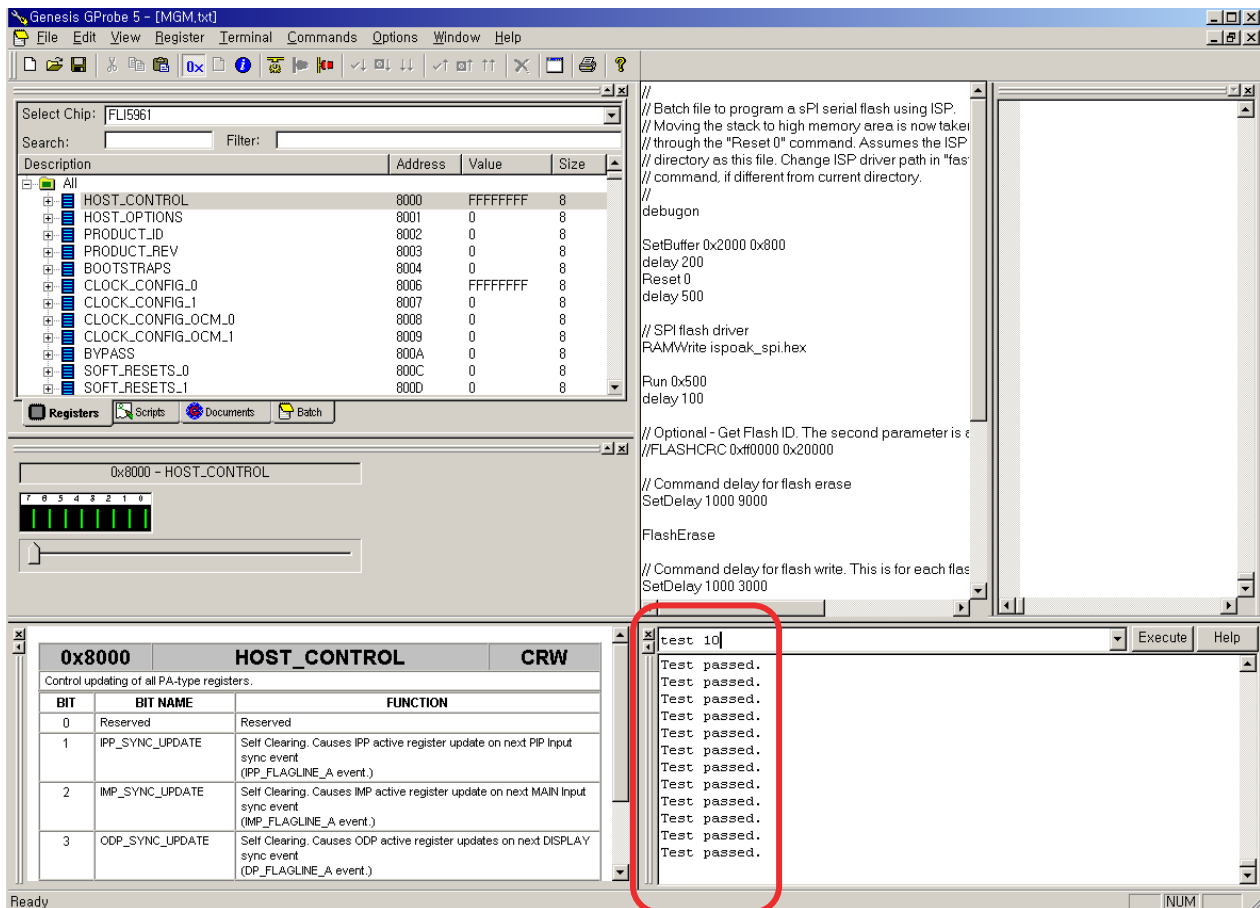 Genesis GProbe 5 - [MGM.txt]
File Edit View Register Terminal Commands Options Window Help
0x
Select Chip: FLI5961
Search: Filter:
Description Address Value Size
All
HOST_CONTROL 8000 FFFFFFFF 8
HOST_OPTIONS 8001 0 8
PRODUCT_ID 8002 0 8
PRODUCT_REV 8003 0 8
BOOTSTRAPS 8004 0 8
CLOCK_CONFIG_0 8006 FFFFFFFF 8
CLOCK_CONFIG_1 8007 0 8
CLOCK_CONFIG_OCM_0 8008 0 8
CLOCK_CONFIG_OCM_1 8009 0 8
BYPASS 800A 0 8
SOFT_RESETS_0 800C 0 8
SOFT_RESETS_1 800D 0 8
Registers Scripts Documents Batch
0x8000 - HOST_CONTROL
7 6 5 4 3 2 1 0
//
// Batch file to program a sPI serial flash using ISP.
// Moving the stack to high memory area is now taken
// through the "Reset 0" command. Assumes the ISP
// directory as this file. Change ISP driver path in "fas
// command, if different from current directory.
//
debugon
SetBuffer 0x2000 0x800
delay 200
Reset 0
delay 500
// SPI flash driver
RAMWrite ispoak_spi.hex
Run 0x500
delay 100
// Optional - Get Flash ID. The second parameter is a
//FLASHCRC 0xff0000 0x20000
// Command delay for flash erase
SetDelay 1000 9000
FlashErase
// Command delay for flash write. This is for each flas
SetDelay 1000 3000
0x8000 HOST_CONTROL CRW
Control updating of all PA-type registers.
BIT BIT NAME FUNCTION
0 Reserved Reserved
1 IPP_SYNC_UPDATE Self Clearing. Causes IPP active register update on next PIP Input
sync event
(IPP_FLAGLINE_A event.)
2 IMP_SYNC_UPDATE Self Clearing. Causes IMP active register update on next MAIN Input
sync event
(IMP_FLAGLINE_A event.)
3 ODP_SYNC_UPDATE Self Clearing. Causes ODP active register updates on next DISPLAY
sync event
(DP_FLAGLINE_A event.)
test 10 Execute Help
Test passed.
Test passed.
Test passed.
Test passed.
Test passed.
Test passed.
Test passed.
Test passed.
Test passed.
Test passed.
Test passed.
Test passed.
Ready NUM